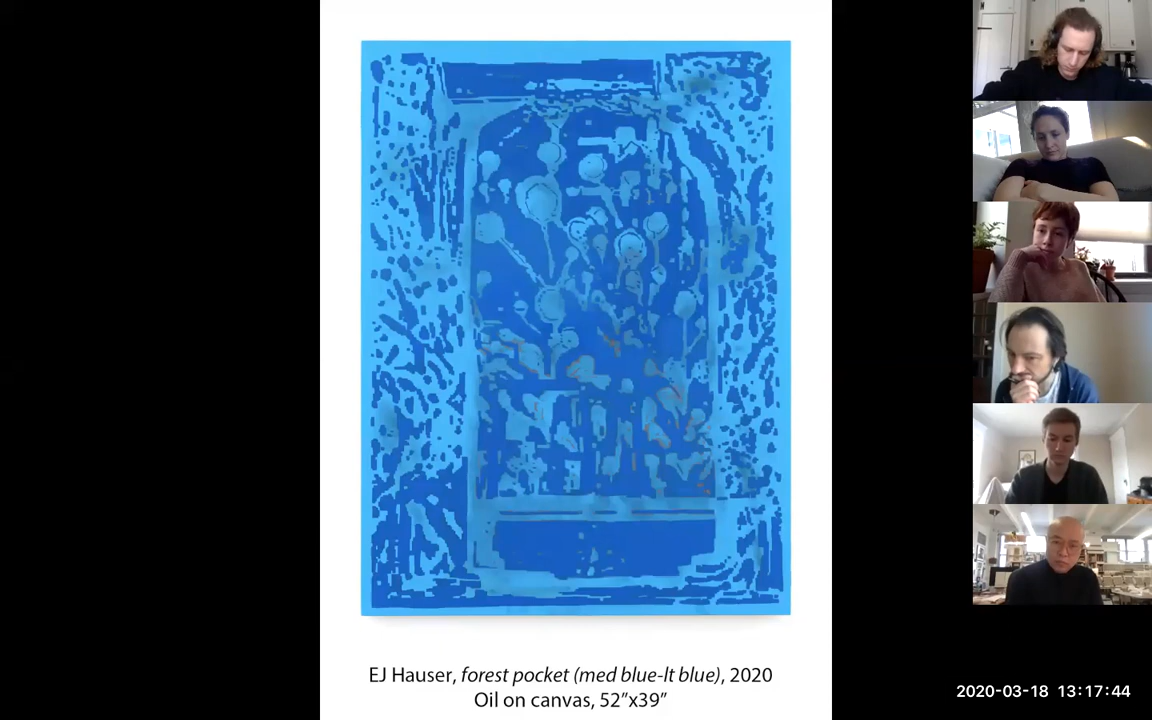 EJ Hauser, forest pocket (med blue-lt blue), 2020
Oil on canvas, 52”x39”
2020-03-18 13:17:44